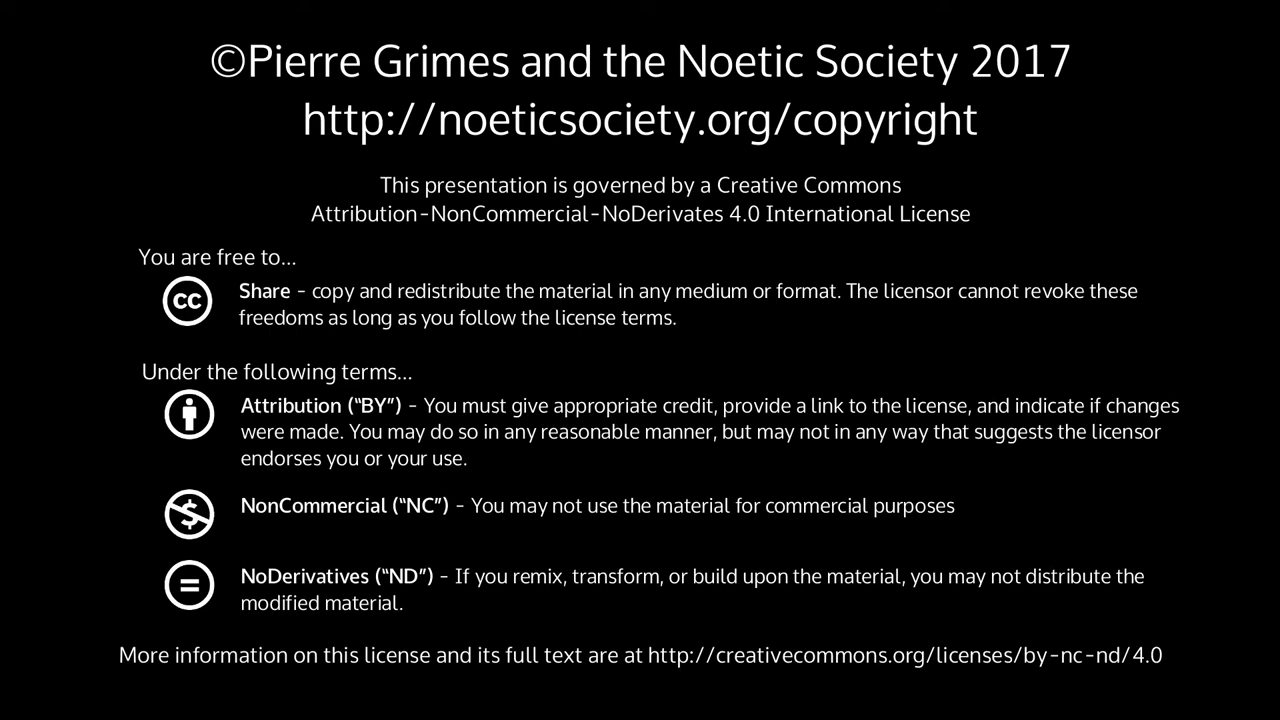 ©Pierre Grimes and the Noetic Society 2017
http://noeticsociety.org/copyright
This presentation is governed by a Creative Commons
Attribution-NonCommercial-NoDerivates 4.0 International License
You are free to...
cc
Share - copy and redistribute the material in any medium or format. The licensor cannot revoke these
freedoms as long as you follow the license terms.
Under the following terms...
Attribution (“BY”) - You must give appropriate credit, provide a link to the license, and indicate if changes
were made. You may do so in any reasonable manner, but may not in any way that suggests the licensor
endorses you or your use.
$
NonCommercial (“NC”) - You may not use the material for commercial purposes
=
NoDerivatives (“ND”) - If you remix, transform, or build upon the material, you may not distribute the
modified material.
More information on this license and its full text are at http://creativecommons.org/licenses/by-nc-nd/4.0